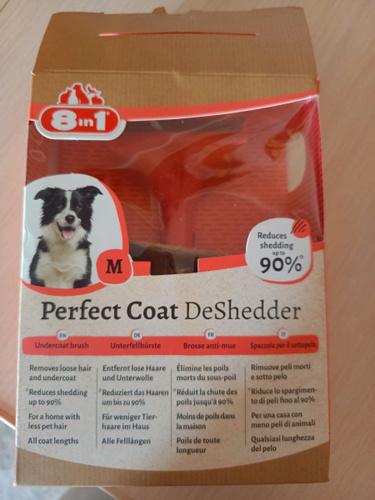 8in1
Reduces
shedding
up to
90%*
M
Perfect Coat DeShedder
EN
Undercoat brush
Removes loose hair
and undercoat
*Reduces shedding
up to 90%
For a home with
less pet hair
All coat lengths
DE
Unterfellbürste
Entfernt lose Haare
und Unterwolle
*Reduziert das Haaren
um bis zu 90%
Für weniger Tier-
haare im Haus
Alle Felllängen
FR
Brosse anti-mue
Élimine les poils
morts du sous-poil
*Réduit la chute des
poils jusqu'à 90%
Moins de poils dans
la maison
Poils de toute
longueur
IT
Spazzola per il sottopelo
Rimuove peli morti
e sotto pelo
*Riduce lo spargimen-
to di peli fino al 90%
Per una casa con
meno peli di animali
Qualsiasi lunghezza
del pelo